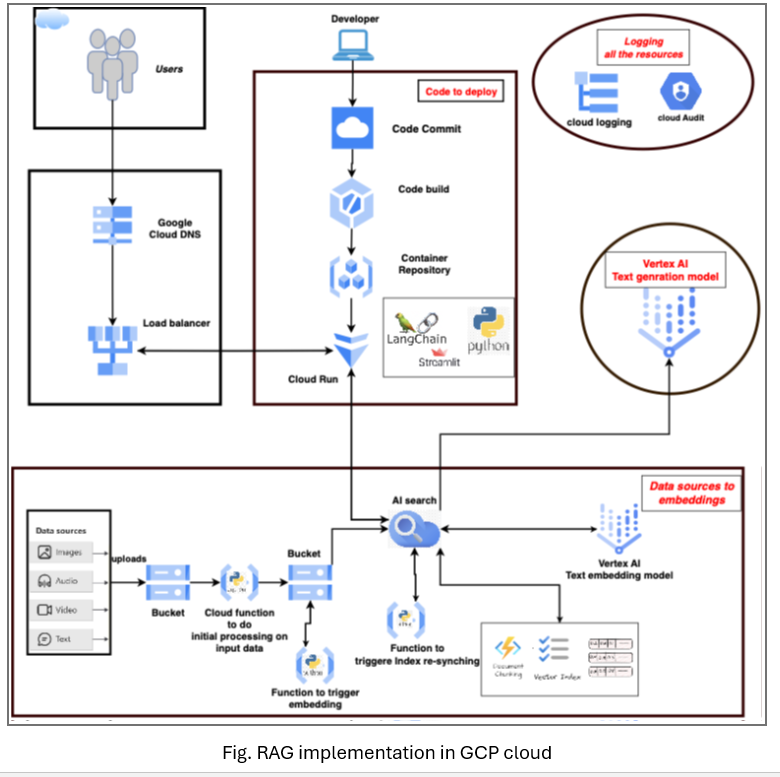 Developer
Users
Logging
all the resources
cloud logging
cloud Audit
Code to deploy
Code Commit
Code build
Container
Repository
LangChain
python
Streamlit
Cloud Run
Google
Cloud DNS
Load balancer
Vertex AI
Text genration model
Data sources to
embeddings
AI search
Data sources
Images
Audio
Video
Text
uploads
Bucket
Cloud function
to do
initial processing on
input data
Bucket
Function to trigger
embedding
Function to
triggere Index re-synching
Vertex AI
Text embedding model
Document
Chunking
Vector Index
Fig. RAG implementation in GCP cloud